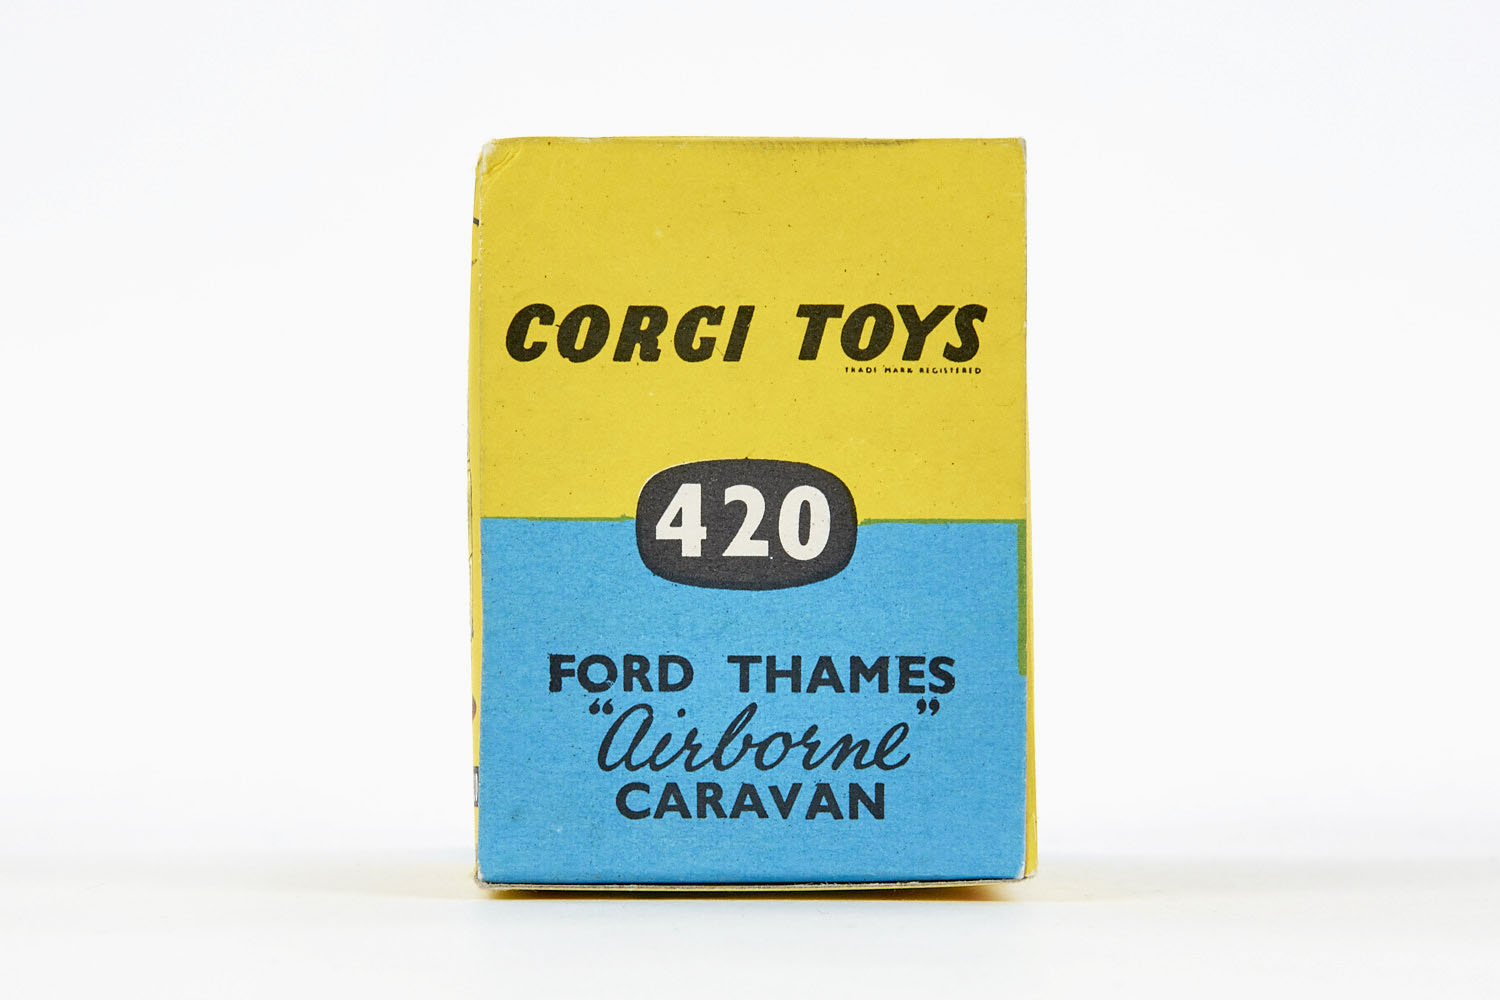 CORGI TOYS
TRADE MARK REGISTERED
420
FORD THAMES
“Airborne”
CARAVAN